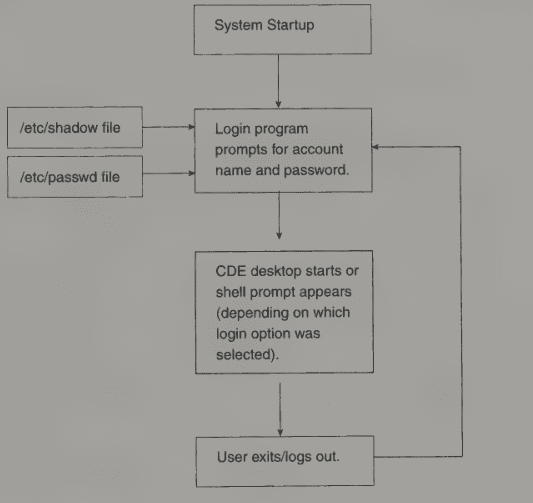 System Startup
/etc/shadow file
/etc/passwd file
Login program
prompts for account
name and password.
CDE desktop starts or
shell prompt appears
(depending on which
login option was
selected).
User exits/logs out.